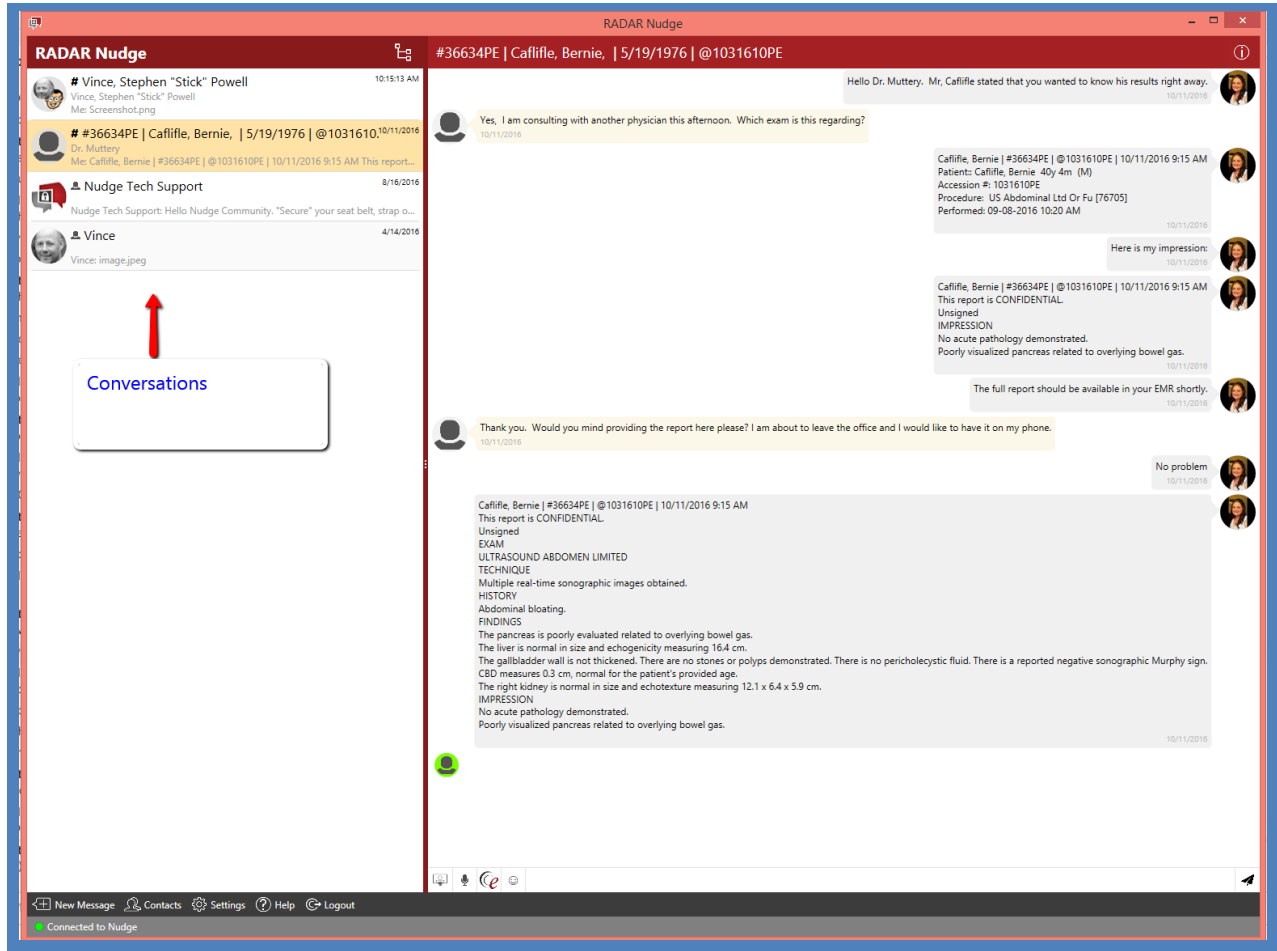 RADAR Nudge
RADAR Nudge
#36634PE | Caflifle, Bernie, | 5/19/1976 | @1031610PE
# Vince, Stephen "Stick" Powell
10:15:13 AM
Vince, Stephen "Stick" Powell
Me: Screenshot.png
# #36634PE | Caflifle, Bernie, | 5/19/1976 | @1031610.
10/11/2016
Dr. Muttery
Me: Caflifle, Bernie | #36634PE | @1031610PE | 10/11/2016 9:15 AM This report...
Nudge Tech Support
8/16/2016
Nudge Tech Support: Hello Nudge Community. "Secure" your seat belt, strap o...
Vince
4/14/2016
Vince: image.jpeg
Conversations
Hello Dr. Muttery. Mr, Caflifle stated that you wanted to know his results right away.
10/11/2016
Yes, I am consulting with another physician this afternoon. Which exam is this regarding?
10/11/2016
Caflifle, Bernie | #36634PE | @1031610PE | 10/11/2016 9:15 AM
Patient:: Caflifle, Bernie 40y 4m (M)
Accession #: 1031610PE
Procedure: US Abdominal Ltd Or Fu [76705]
Performed: 09-08-2016 10:20 AM
10/11/2016
Here is my impression:
10/11/2016
Caflifle, Bernie | #36634PE | @1031610PE | 10/11/2016 9:15 AM
This report is CONFIDENTIAL.
Unsigned
IMPRESSION
No acute pathology demonstrated.
Poorly visualized pancreas related to overlying bowel gas.
10/11/2016
The full report should be available in your EMR shortly.
10/11/2016
Thank you. Would you mind providing the report here please? I am about to leave the office and I would like to have it on my phone.
10/11/2016
No problem
10/11/2016
Caflifle, Bernie | #36634PE | @1031610PE | 10/11/2016 9:15 AM
This report is CONFIDENTIAL.
Unsigned
EXAM
ULTRASOUND ABDOMEN LIMITED
TECHNIQUE
Multiple real-time sonographic images obtained.
HISTORY
Abdominal bloating.
FINDINGS
The pancreas is poorly evaluated related to overlying bowel gas.
The liver is normal in size and echogenicity measuring 16.4 cm.
The gallbladder wall is not thickened. There are no stones or polyps demonstrated. There is no pericholecystic fluid. There is a reported negative sonographic Murphy sign.
CBD measures 0.3 cm, normal for the patient's provided age.
The right kidney is normal in size and echotexture measuring 12.1 x 6.4 x 5.9 cm.
IMPRESSION
No acute pathology demonstrated.
Poorly visualized pancreas related to overlying bowel gas.
10/11/2016
New Message Contacts Settings Help Logout
Connected to Nudge